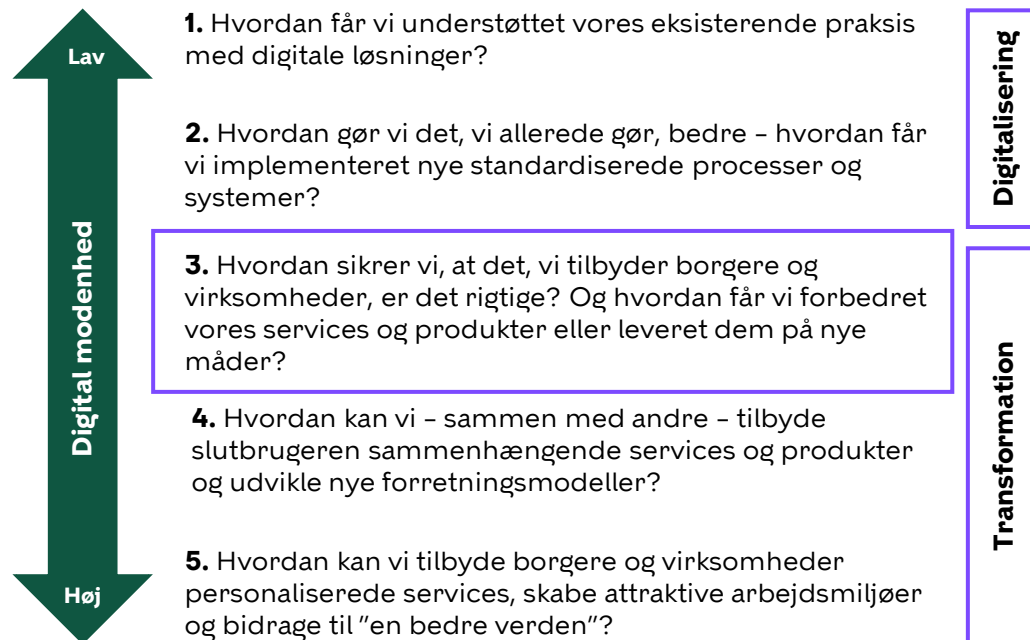 Lav
Digital modenhed
Høj
1. Hvordan får vi understøttet vores eksisterende praksis
med digitale løsninger?
2. Hvordan gør vi det, vi allerede gør, bedre – hvordan får
vi implementeret nye standardiserede processer og
systemer?
3. Hvordan sikrer vi, at det, vi tilbyder borgere og
virksomheder, er det rigtige? Og hvordan får vi forbedret
vores services og produkter eller leveret dem på nye
måder?
4. Hvordan kan vi – sammen med andre – tilbyde
slutbrugeren sammenhængende services og produkter
og udvikle nye forretningsmodeller?
5. Hvordan kan vi tilbyde borgere og virksomheder
personaliserede services, skabe attraktive arbejdsmiljøer
og bidrage til ”en bedre verden”?
Digitalisering
Transformation